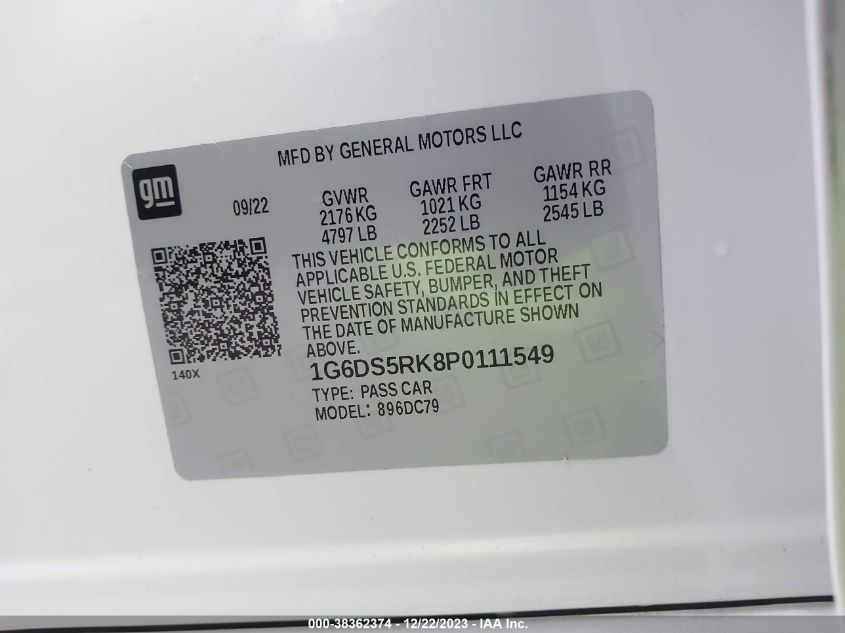 MFD BY GENERAL MOTORS LLC
gm
09/22
GVWR
2176 KG
4797 LB
GAWR FRT
1021 KG
2252 LB
GAWR RR
1154 KG
2545 LB
THIS VEHICLE CONFORMS TO ALL
APPLICABLE U.S. FEDERAL MOTOR
VEHICLE SAFETY, BUMPER, AND THEFT
PREVENTION STANDARDS IN EFFECT ON
THE DATE OF MANUFACTURE SHOWN
ABOVE.
140X
1G6DS5RK8P0111549
TYPE: PASS CAR
MODEL: 896DC79
000-38362374 - 12/22/2023 - IAA Inc.